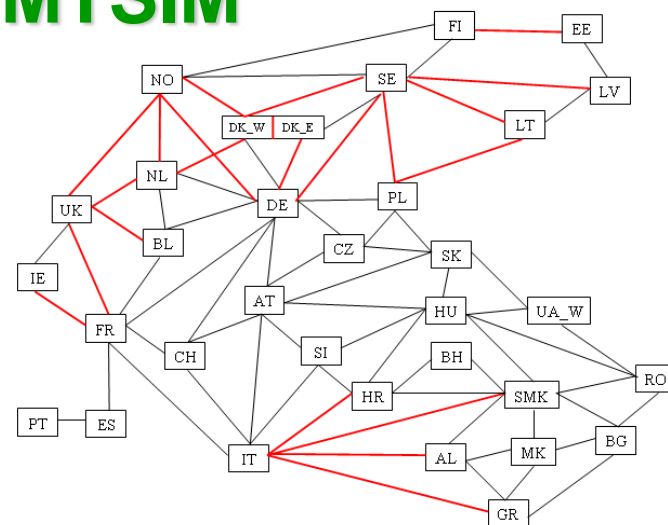 MTSIM
FI
EE
NO
SE
LV
DK_W
DK_E
LT
NL
PL
UK
DE
BL
CZ
SK
IE
AT
HU
UA_W
FR
CH
SI
BH
RO
HR
SMK
PT
ES
IT
AL
MK
BG
GR